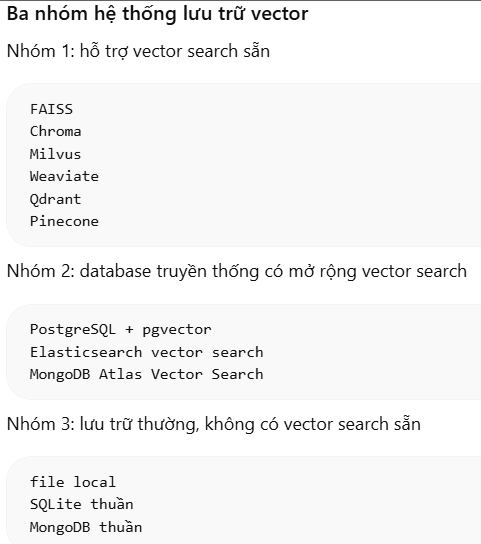 Ba nhóm hệ thống lưu trữ vector
Nhóm 1: hỗ trợ vector search sẵn
FAISS
Chroma
Milvus
Weaviate
Qdrant
Pinecone
Nhóm 2: database truyền thống có mở rộng vector search
PostgreSQL + pgvector
Elasticsearch vector search
MongoDB Atlas Vector Search
Nhóm 3: lưu trữ thường, không có vector search sẵn
file local
SQLite thuần
MongoDB thuần